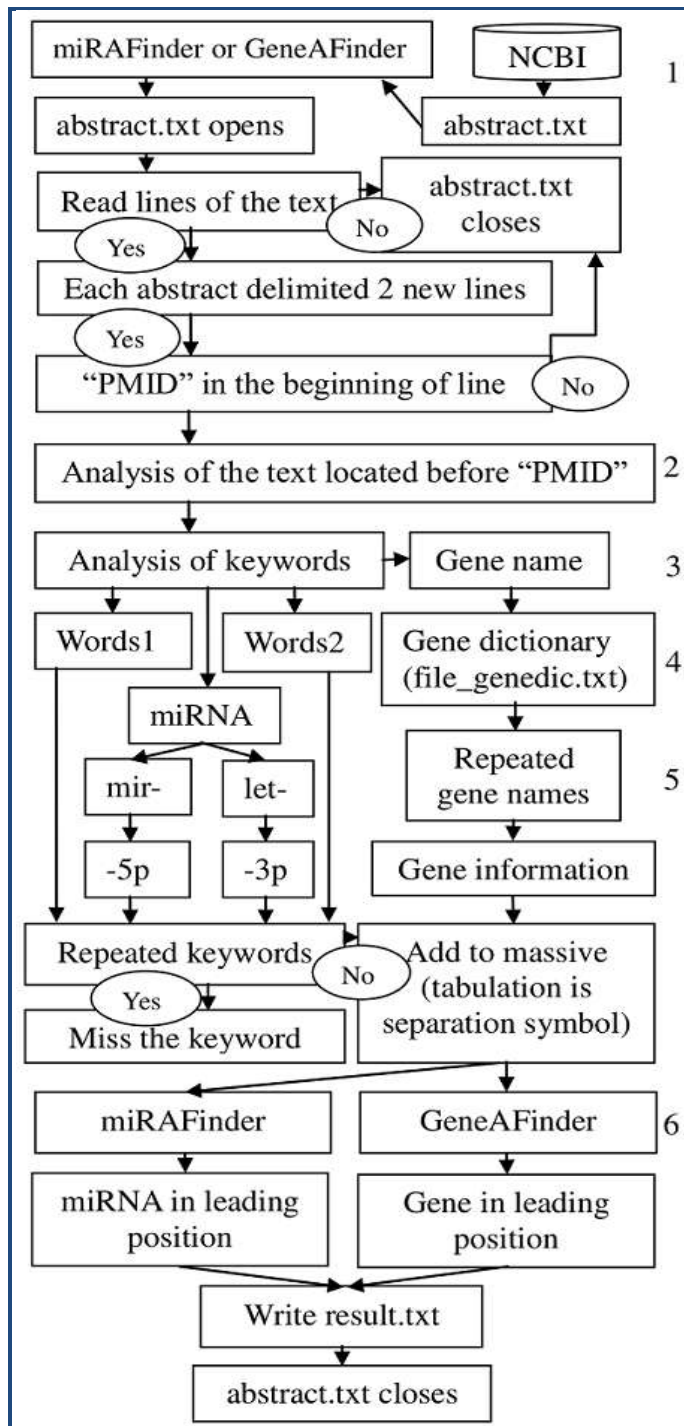 miRAFinder or GeneAFinder
NCBI
1
abstract.txt opens
abstract.txt
Read lines of the text
No
abstract.txt
closes
Yes
Each abstract delimited 2 new lines
Yes
“PMID” in the beginning of line
No
Analysis of the text located before “PMID”
2
Analysis of keywords
Gene name
3
Words1
Words2
Gene dictionary
(file_genedic.txt)
4
miRNA
mir-
let-
Repeated
gene names
5
-5p
-3p
Gene information
Repeated keywords
No
Add to massive
(tabulation is
separation symbol)
Yes
Miss the keyword
miRAFinder
GeneAFinder
6
miRNA in leading
position
Gene in leading
position
Write result.txt
abstract.txt closes